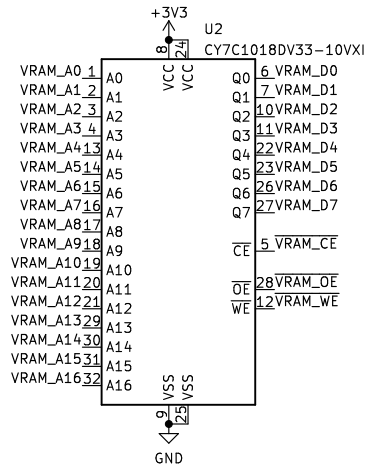 +3V3
U2
CY7C1018DV33-10VXI
8 VCC
24 VCC
VRAM_A0 1 A0 Q0 6 VRAM_D0
VRAM_A1 2 A1 Q1 7 VRAM_D1
VRAM_A2 3 A2 Q2 10 VRAM_D2
VRAM_A3 4 A3 Q3 11 VRAM_D3
VRAM_A4 13 A4 Q4 22 VRAM_D4
VRAM_A5 14 A5 Q5 23 VRAM_D5
VRAM_A6 15 A6 Q6 26 VRAM_D6
VRAM_A7 16 A7 Q7 27 VRAM_D7
VRAM_A8 17 A8
VRAM_A9 18 A9 CE 5 VRAM_CE
VRAM_A10 19 A10
VRAM_A11 20 A11 OE 28 VRAM_OE
VRAM_A12 21 A12 WE 12 VRAM_WE
VRAM_A13 29 A13
VRAM_A14 30 A14
VRAM_A15 31 A15
VRAM_A16 32 A16
9 VSS
25 VSS
GND